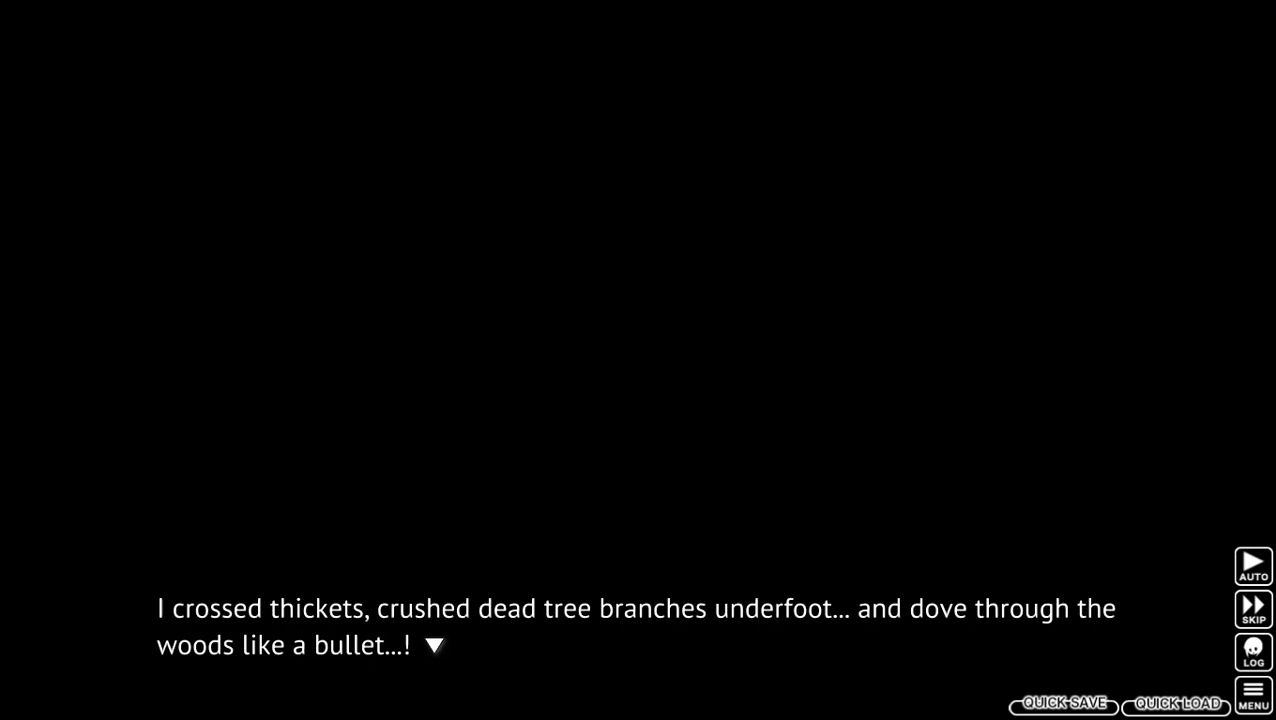 I crossed thickets, crushed dead tree branches underfoot... and dove through the
woods like a bullet...!
AUTO
SKIP
LOG
MENU
QUICK SAVE QUICK LOAD